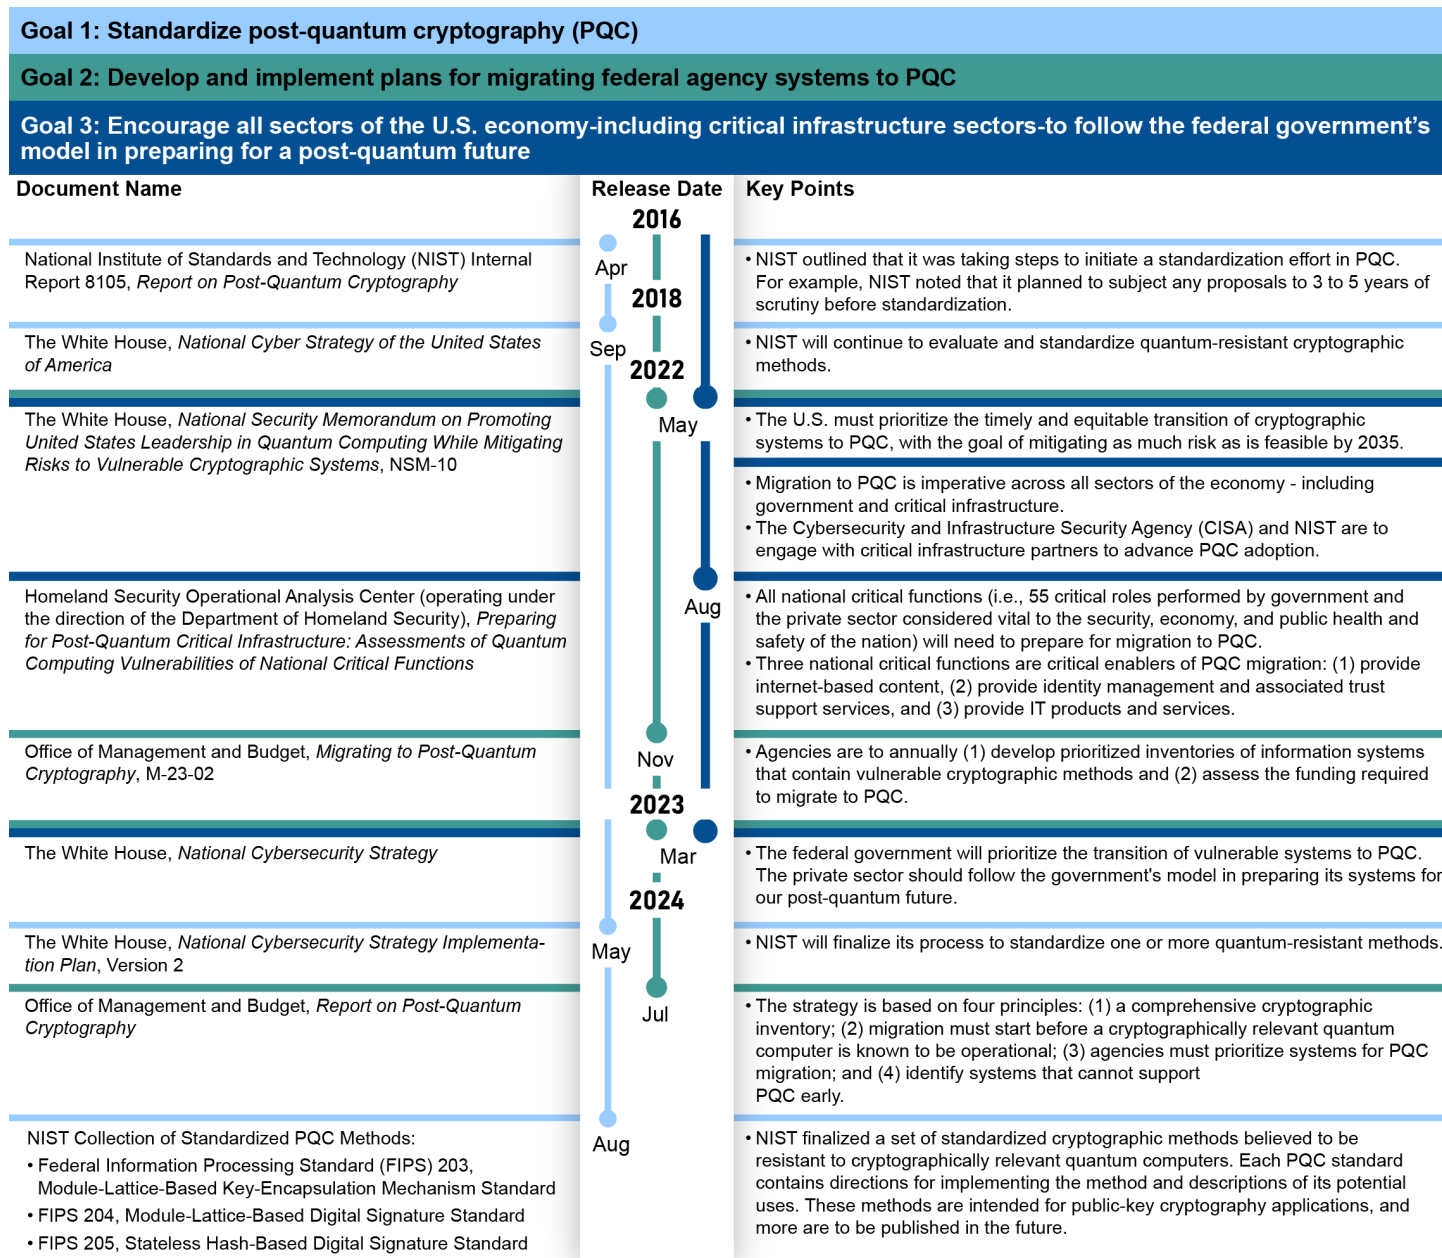 Goal 1: Standardize post-quantum cryptography (PQC)
Goal 2: Develop and implement plans for migrating federal agency systems to PQC
Goal 3: Encourage all sectors of the U.S. economy-including critical infrastructure sectors-to follow the federal government’s
model in preparing for a post-quantum future
Document Name
Release Date
Key Points
2016
National Institute of Standards and Technology (NIST) Internal
Report 8105, Report on Post-Quantum Cryptography
Apr
• NIST outlined that it was taking steps to initiate a standardization effort in PQC.
For example, NIST noted that it planned to subject any proposals to 3 to 5 years of
scrutiny before standardization.
2018
The White House, National Cyber Strategy of the United States
of America
Sep
• NIST will continue to evaluate and standardize quantum-resistant cryptographic
methods.
2022
The White House, National Security Memorandum on Promoting
United States Leadership in Quantum Computing While Mitigating
Risks to Vulnerable Cryptographic Systems, NSM-10
May
• The U.S. must prioritize the timely and equitable transition of cryptographic
systems to PQC, with the goal of mitigating as much risk as is feasible by 2035.
• Migration to PQC is imperative across all sectors of the economy - including
government and critical infrastructure.
• The Cybersecurity and Infrastructure Security Agency (CISA) and NIST are to
engage with critical infrastructure partners to advance PQC adoption.
Homeland Security Operational Analysis Center (operating under
the direction of the Department of Homeland Security), Preparing
for Post-Quantum Critical Infrastructure: Assessments of Quantum
Computing Vulnerabilities of National Critical Functions
Aug
• All national critical functions (i.e., 55 critical roles performed by government and
the private sector considered vital to the security, economy, and public health and
safety of the nation) will need to prepare for migration to PQC.
• Three national critical functions are critical enablers of PQC migration: (1) provide
internet-based content, (2) provide identity management and associated trust
support services, and (3) provide IT products and services.
Office of Management and Budget, Migrating to Post-Quantum
Cryptography, M-23-02
Nov
• Agencies are to annually (1) develop prioritized inventories of information systems
that contain vulnerable cryptographic methods and (2) assess the funding required
to migrate to PQC.
2023
The White House, National Cybersecurity Strategy
Mar
• The federal government will prioritize the transition of vulnerable systems to PQC.
The private sector should follow the government's model in preparing its systems for
our post-quantum future.
2024
The White House, National Cybersecurity Strategy Implementa-
tion Plan, Version 2
May
• NIST will finalize its process to standardize one or more quantum-resistant methods.
Office of Management and Budget, Report on Post-Quantum
Cryptography
Jul
• The strategy is based on four principles: (1) a comprehensive cryptographic
inventory; (2) migration must start before a cryptographically relevant quantum
computer is known to be operational; (3) agencies must prioritize systems for PQC
migration; and (4) identify systems that cannot support
PQC early.
NIST Collection of Standardized PQC Methods:
• Federal Information Processing Standard (FIPS) 203,
Module-Lattice-Based Key-Encapsulation Mechanism Standard
• FIPS 204, Module-Lattice-Based Digital Signature Standard
• FIPS 205, Stateless Hash-Based Digital Signature Standard
Aug
• NIST finalized a set of standardized cryptographic methods believed to be
resistant to cryptographically relevant quantum computers. Each PQC standard
contains directions for implementing the method and descriptions of its potential
uses. These methods are intended for public-key cryptography applications, and
more are to be published in the future.